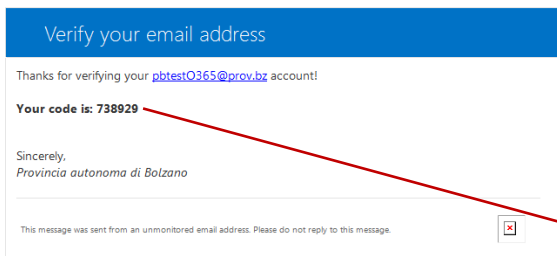 Verify your email address
Thanks for verifying your pbtestO365@prov.bz account!
Your code is: 738929
Sincerely,
Provincia autonoma di Bolzano
This message was sent from an unmonitored email address. Please do not reply to this message.